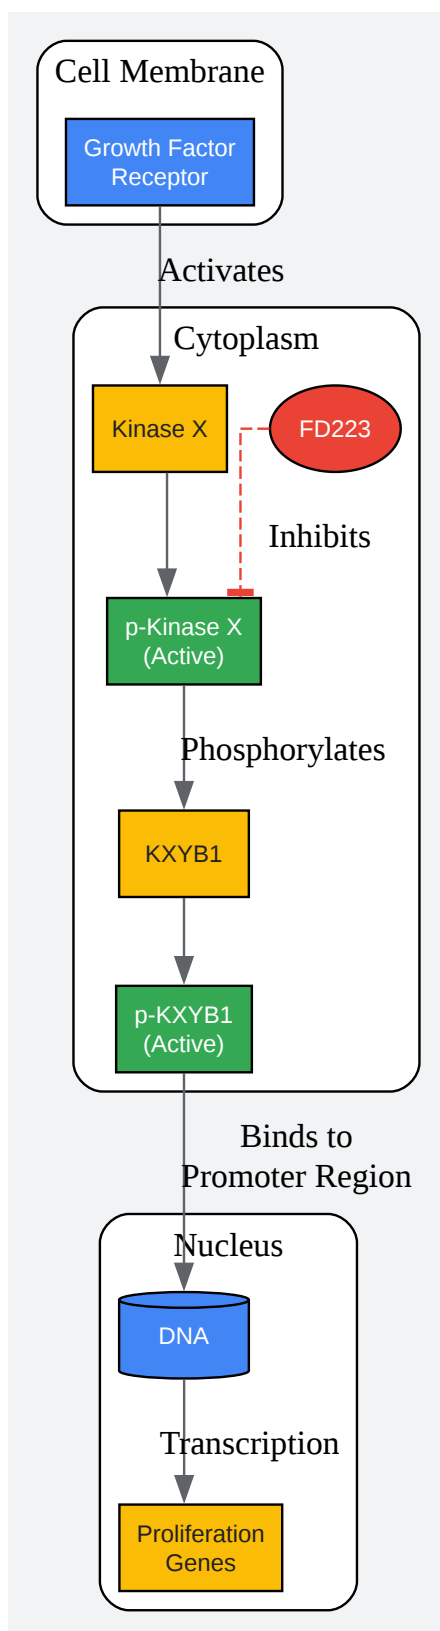 Cell Membrane
Growth Factor
Receptor
Activates
Cytoplasm
Kinase X
FD223
Inhibits
p-Kinase X
(Active)
Phosphorylates
KXYB1
p-KXYB1
(Active)
Binds to
Promoter Region
Nucleus
DNA
Transcription
Proliferation
Genes